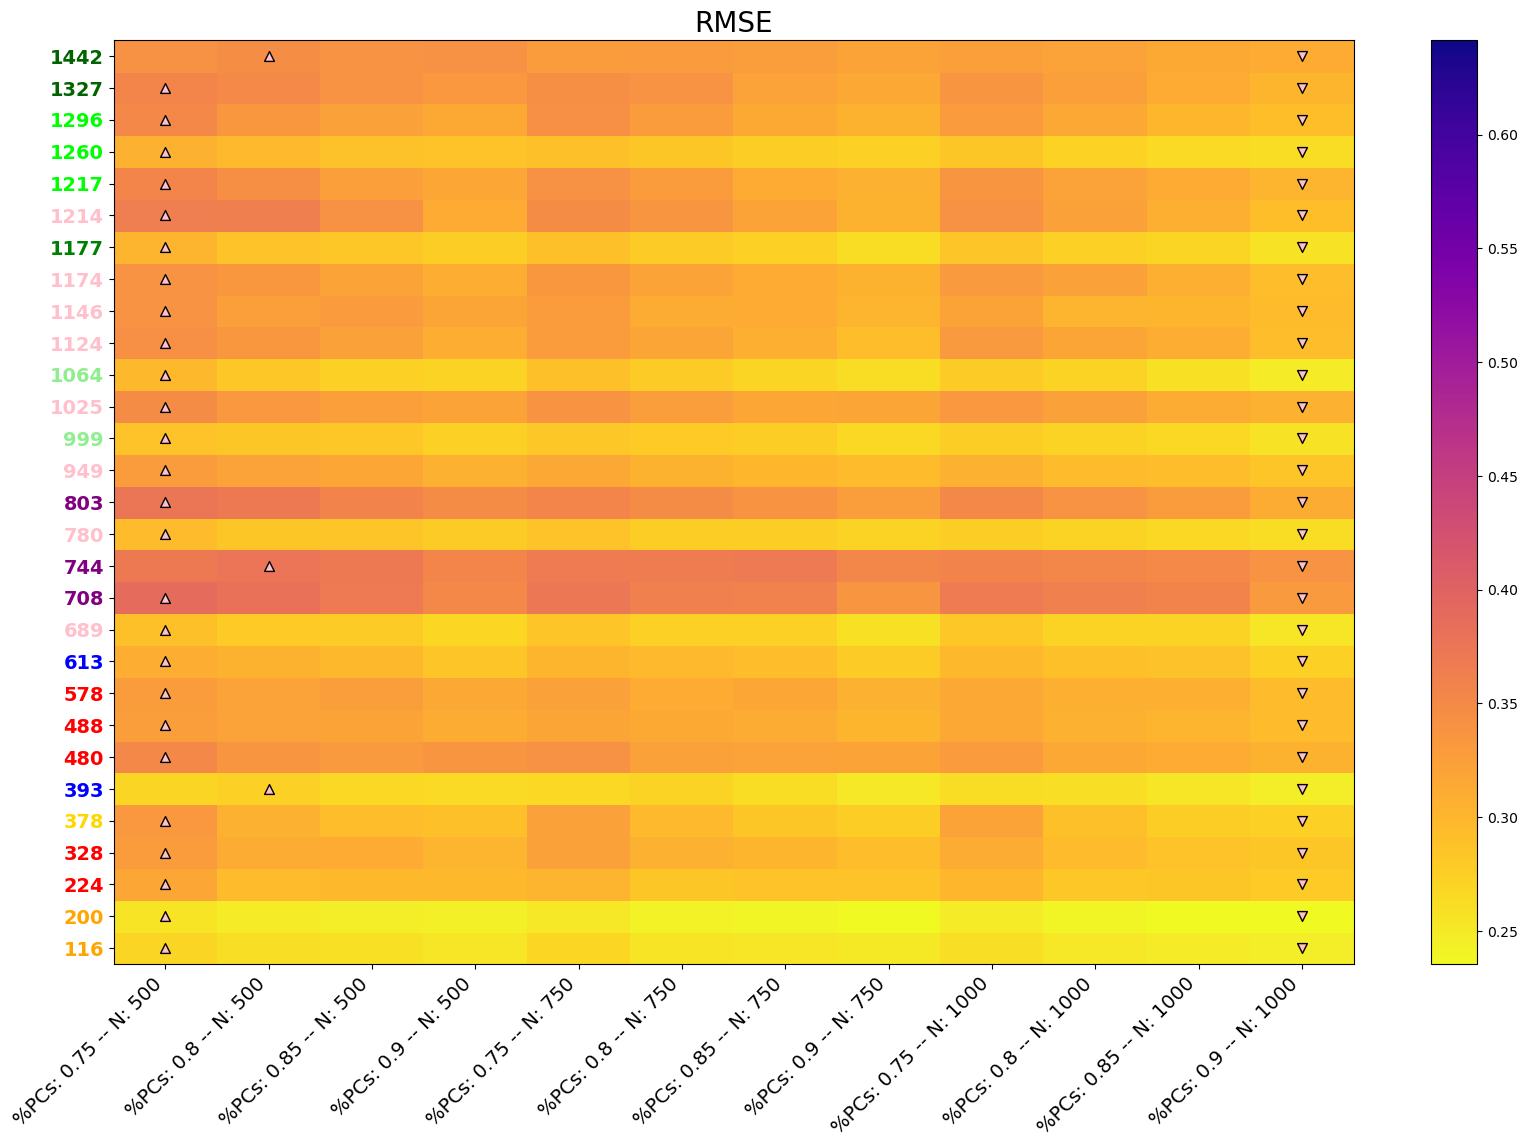 RMSE
1442
1327
1296
1260
1217
1214
1177
1174
1146
1124
1064
1025
999
949
803
780
744
708
689
613
578
488
480
393
378
328
224
200
116
%PCs: 0.75 -- N: 500
%PCs: 0.8 -- N: 500
%PCs: 0.85 -- N: 500
%PCs: 0.9 -- N: 500
%PCs: 0.75 -- N: 750
%PCs: 0.8 -- N: 750
%PCs: 0.85 -- N: 750
%PCs: 0.9 -- N: 750
%PCs: 0.75 -- N: 1000
%PCs: 0.8 -- N: 1000
%PCs: 0.85 -- N: 1000
%PCs: 0.9 -- N: 1000
0.60
0.55
0.50
0.45
0.40
0.35
0.30
0.25